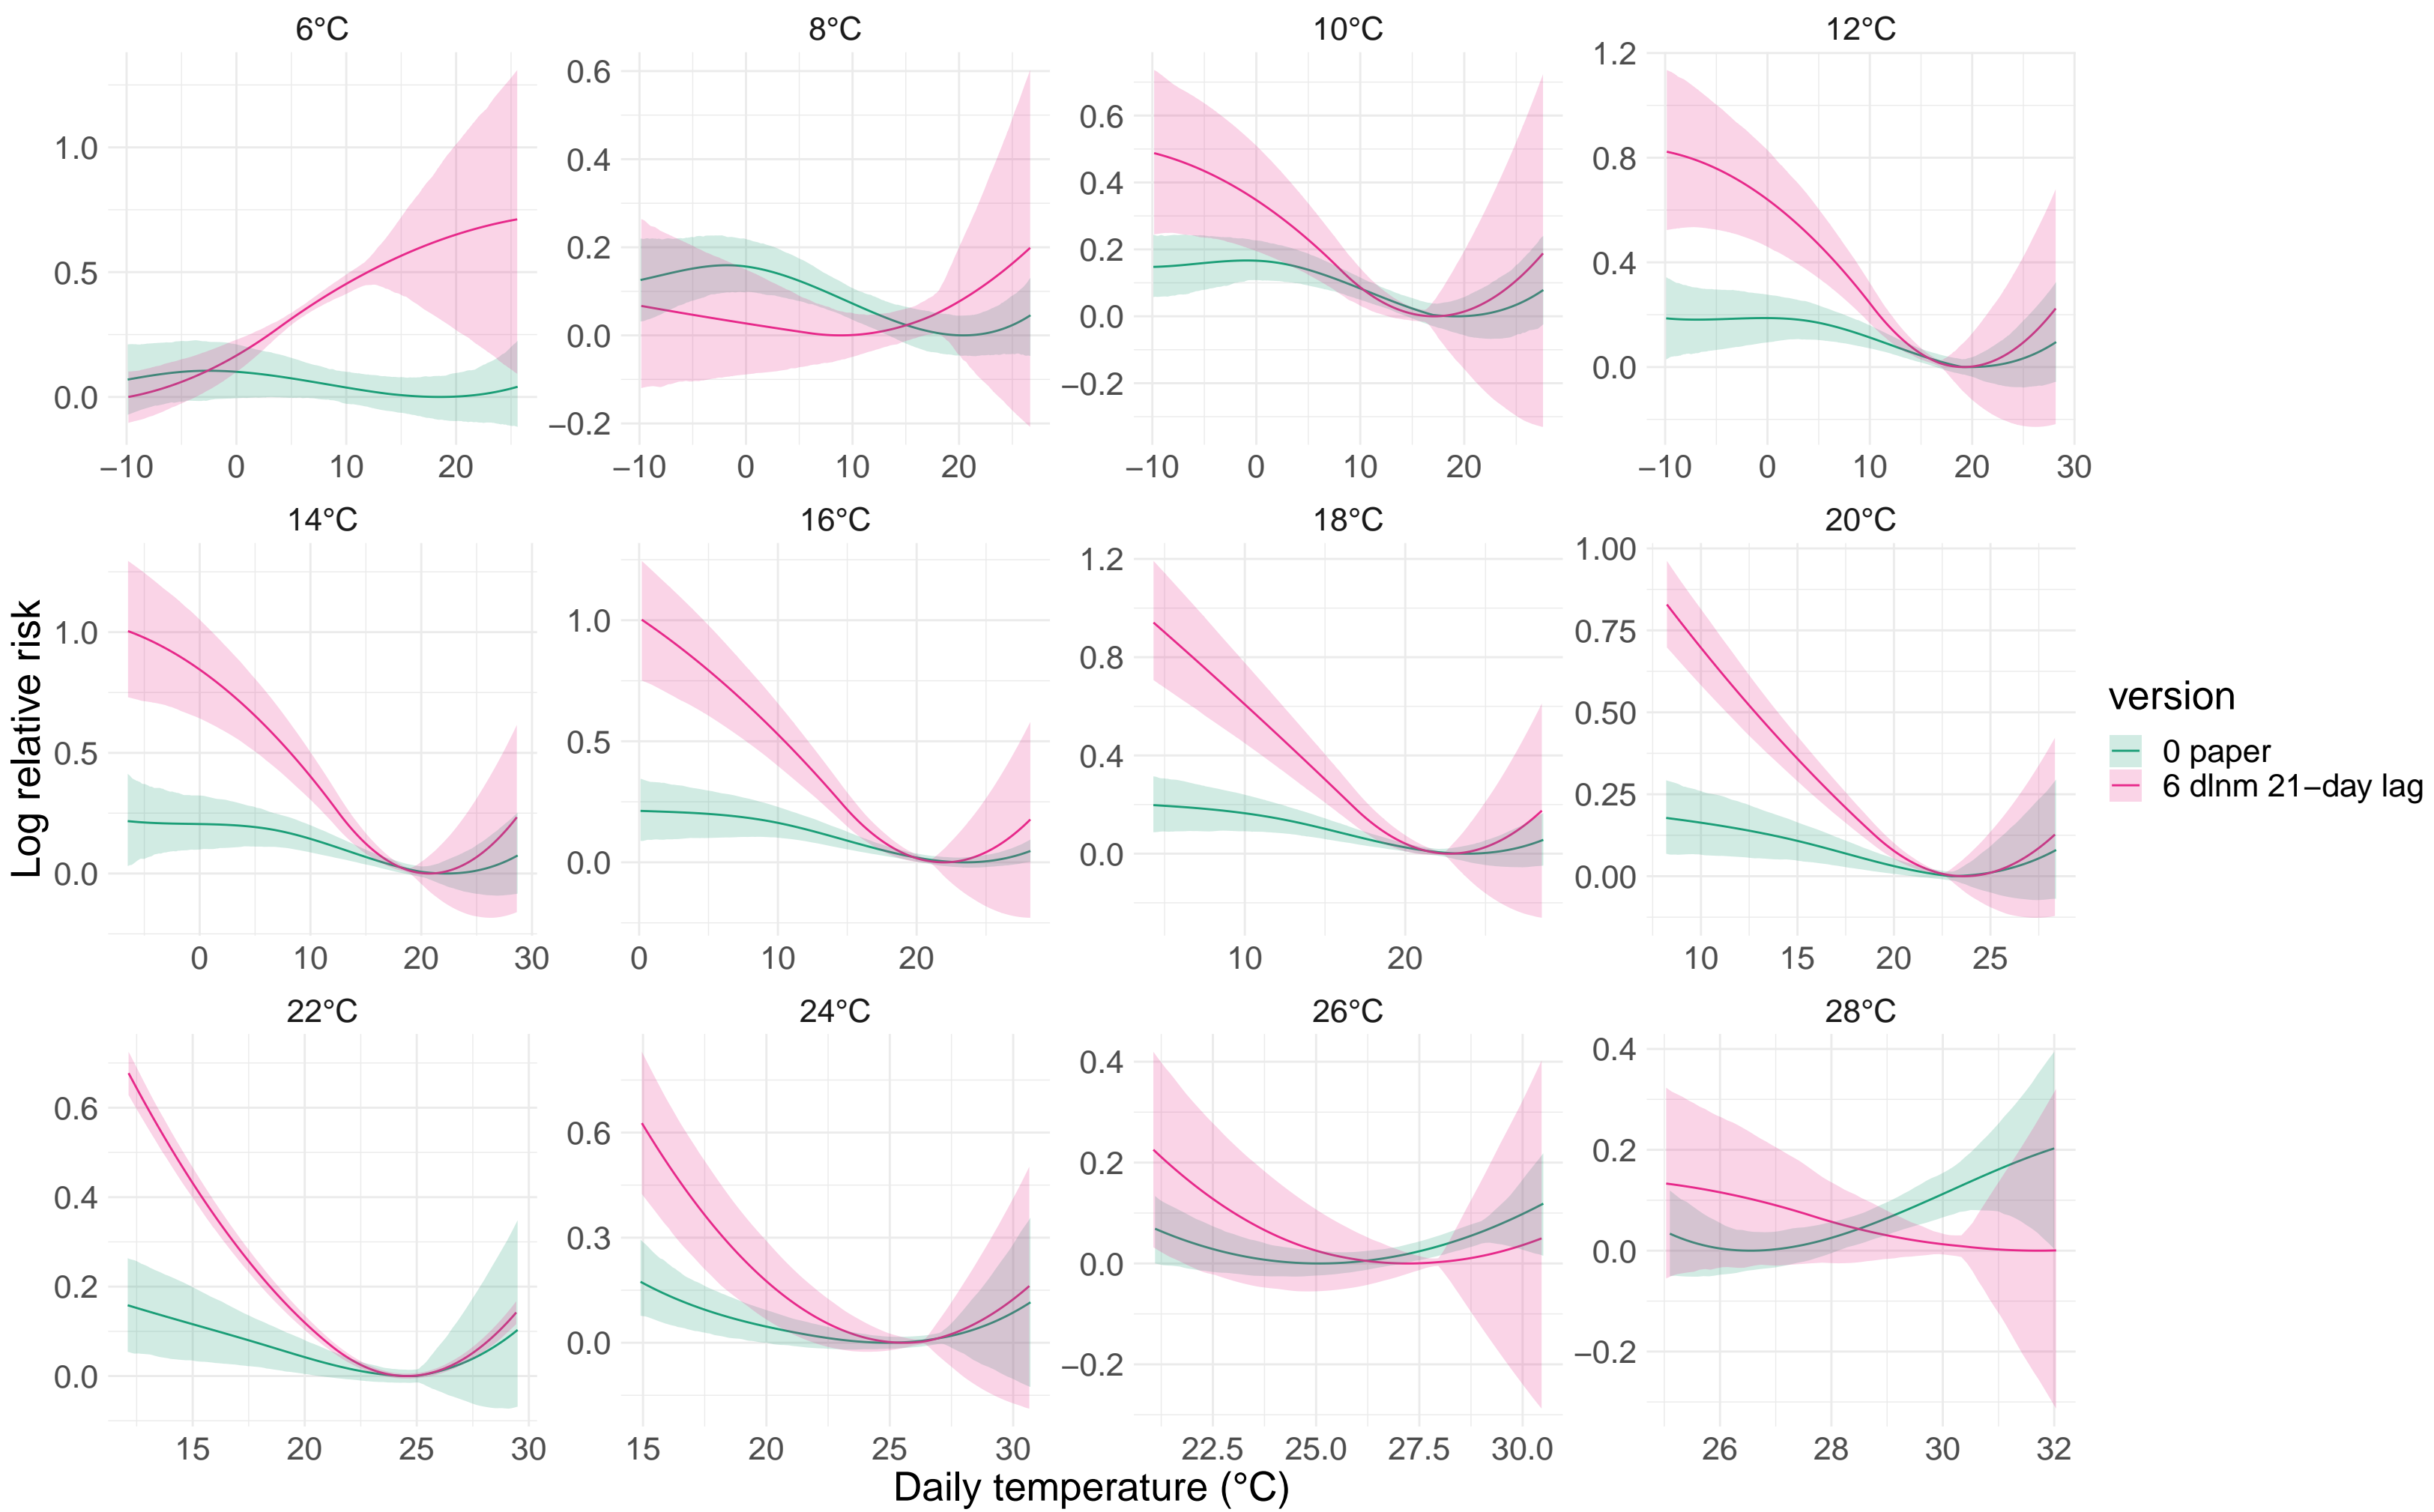 6°C 8°C 10°C 12°C
1.0 0.5 0.0
0.6 0.4 0.2 0.0 −0.2
0.6 0.4 0.2 0.0 −0.2
1.2 0.8 0.4 0.0
−10 0 10 20
−10 0 10 20
−10 0 10 20
−10 0 10 20 30
14°C 16°C 18°C 20°C
1.0 0.5 0.0
1.0 0.5 0.0
1.2 0.8 0.4 0.0
1.00 0.75 0.50 0.25 0.00
0 10 20 30
0 10 20
10 20
10 15 20 25
22°C 24°C 26°C 28°C
0.6 0.4 0.2 0.0
0.6 0.3 0.0
0.4 0.2 0.0 −0.2
0.4 0.2 0.0 −0.2
15 20 25 30
15 20 25 30
22.5 25.0 27.5 30.0
26 28 30 32
Log relative risk
Daily temperature (°C)
version
0 paper
6 dlnm 21−day lag